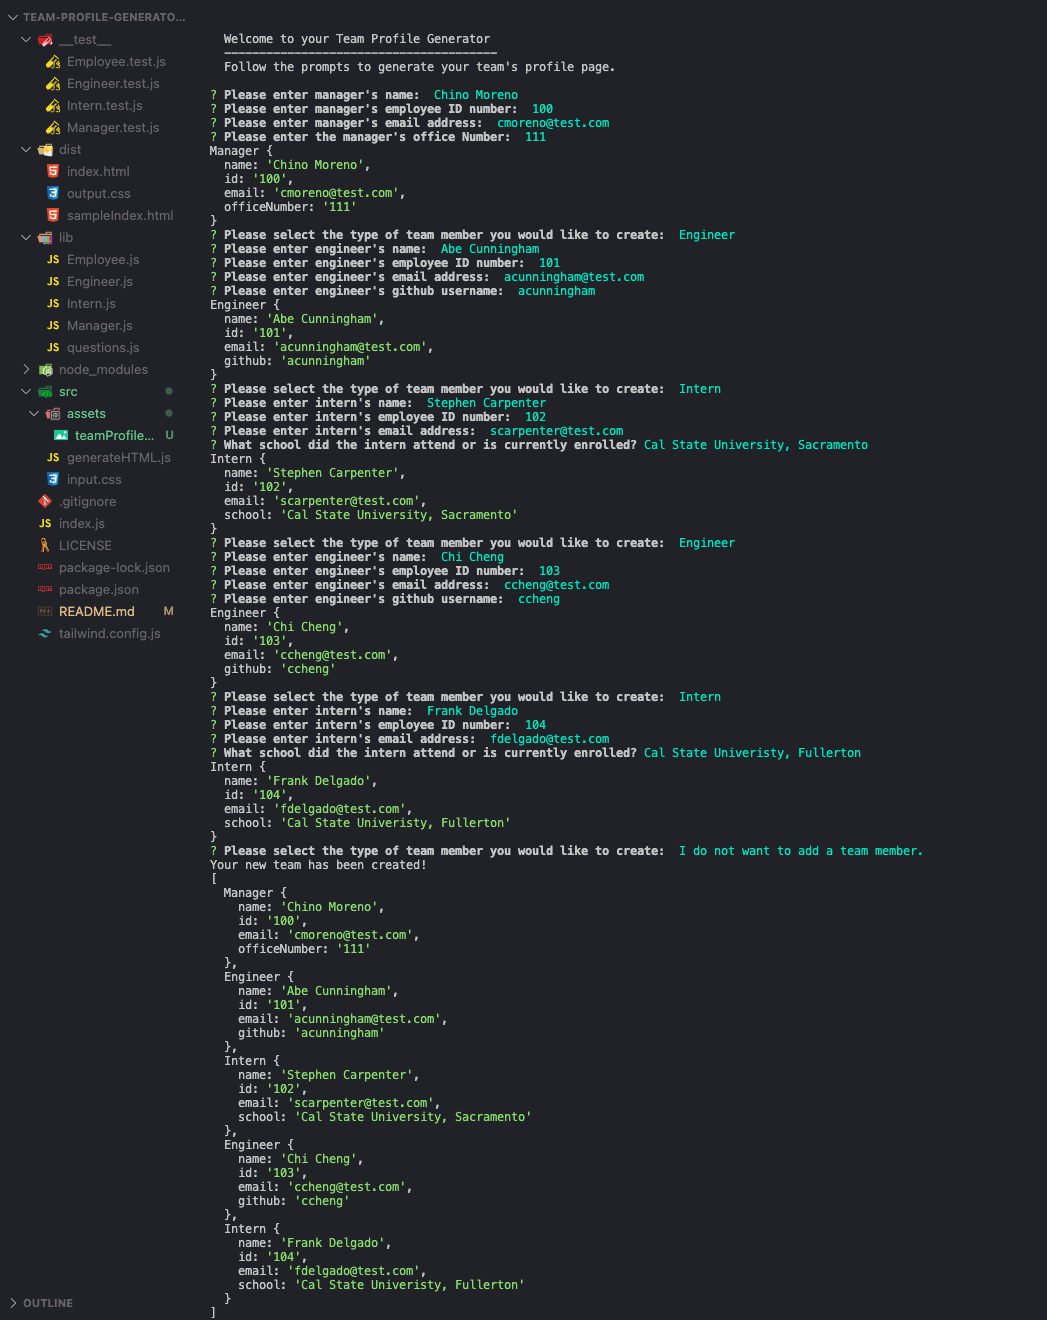 TEAM-PROFILE-GENERATO...
__test__
Employee.test.js
Engineer.test.js
Intern.test.js
Manager.test.js
dist
index.html
output.css
sampleIndex.html
lib
JS Employee.js
JS Engineer.js
JS Intern.js
JS Manager.js
JS questions.js
node_modules
src
assets
teamProfile... U
JS generateHTML.js
input.css
.gitignore
JS index.js
LICENSE
package-lock.json
package.json
README.md M
tailwind.config.js
OUTLINE
Welcome to your Team Profile Generator
---------------------------------------
Follow the prompts to generate your team's profile page.
? Please enter manager's name: Chino Moreno
? Please enter manager's employee ID number: 100
? Please enter manager's email address: cmoreno@test.com
? Please enter the manager's office Number: 111
Manager {
name: 'Chino Moreno',
id: '100',
email: 'cmoreno@test.com',
officeNumber: '111'
}
? Please select the type of team member you would like to create: Engineer
? Please enter engineer's name: Abe Cunningham
? Please enter engineer's employee ID number: 101
? Please enter engineer's email address: acunningham@test.com
? Please enter engineer's github username: acunningham
Engineer {
name: 'Abe Cunningham',
id: '101',
email: 'acunningham@test.com',
github: 'acunningham'
}
? Please select the type of team member you would like to create: Intern
? Please enter intern's name: Stephen Carpenter
? Please enter intern's employee ID number: 102
? Please enter intern's email address: scarpenter@test.com
? What school did the intern attend or is currently enrolled? Cal State University, Sacramento
Intern {
name: 'Stephen Carpenter',
id: '102',
email: 'scarpenter@test.com',
school: 'Cal State University, Sacramento'
}
? Please select the type of team member you would like to create: Engineer
? Please enter engineer's name: Chi Cheng
? Please enter engineer's employee ID number: 103
? Please enter engineer's email address: ccheng@test.com
? Please enter engineer's github username: ccheng
Engineer {
name: 'Chi Cheng',
id: '103',
email: 'ccheng@test.com',
github: 'ccheng'
}
? Please select the type of team member you would like to create: Intern
? Please enter intern's name: Frank Delgado
? Please enter intern's employee ID number: 104
? Please enter intern's email address: fdelgado@test.com
? What school did the intern attend or is currently enrolled? Cal State Univeristy, Fullerton
Intern {
name: 'Frank Delgado',
id: '104',
email: 'fdelgado@test.com',
school: 'Cal State Univeristy, Fullerton'
}
? Please select the type of team member you would like to create: I do not want to add a team member.
Your new team has been created!
[
Manager {
name: 'Chino Moreno',
id: '100',
email: 'cmoreno@test.com',
officeNumber: '111'
},
Engineer {
name: 'Abe Cunningham',
id: '101',
email: 'acunningham@test.com',
github: 'acunningham'
},
Intern {
name: 'Stephen Carpenter',
id: '102',
email: 'scarpenter@test.com',
school: 'Cal State University, Sacramento'
},
Engineer {
name: 'Chi Cheng',
id: '103',
email: 'ccheng@test.com',
github: 'ccheng'
},
Intern {
name: 'Frank Delgado',
id: '104',
email: 'fdelgado@test.com',
school: 'Cal State Univeristy, Fullerton'
}
]